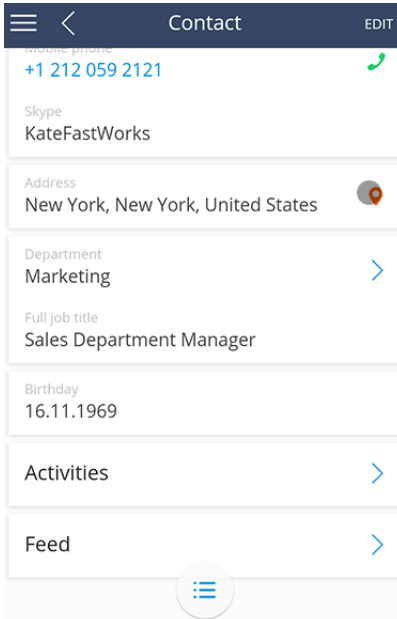 Contact
EDIT
Mobile phone
+1 212 059 2121
Skype
KateFastWorks
Address
New York, New York, United States
Department
Marketing
Full job title
Sales Department Manager
Birthday
16.11.1969
Activities
Feed